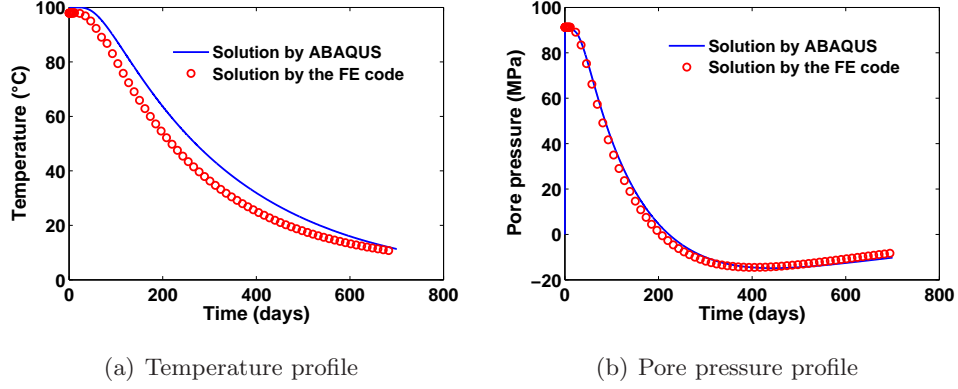 100
80
60
40
20
0
Temperature (°C)
0 200 400 600 800
Time (days)
Solution by ABAQUS
Solution by the FE code
(a) Temperature profile
100
80
60
40
20
0
−20
Pore pressure (MPa)
0 200 400 600 800
Time (days)
Solution by ABAQUS
Solution by the FE code
(b) Pore pressure profile